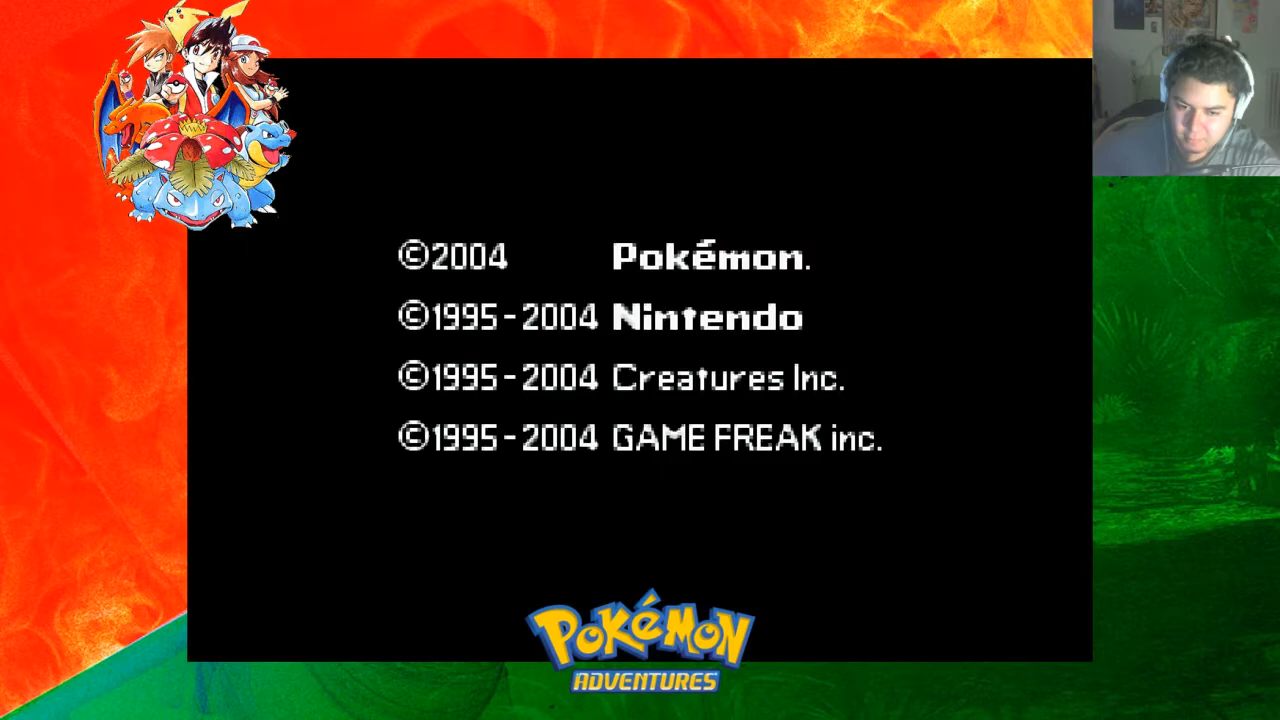 ©2004 Pokémon.
©1995-2004 Nintendo
©1995-2004 Creatures Inc.
©1995-2004 GAME FREAK inc.
POKéMON
ADVENTURES